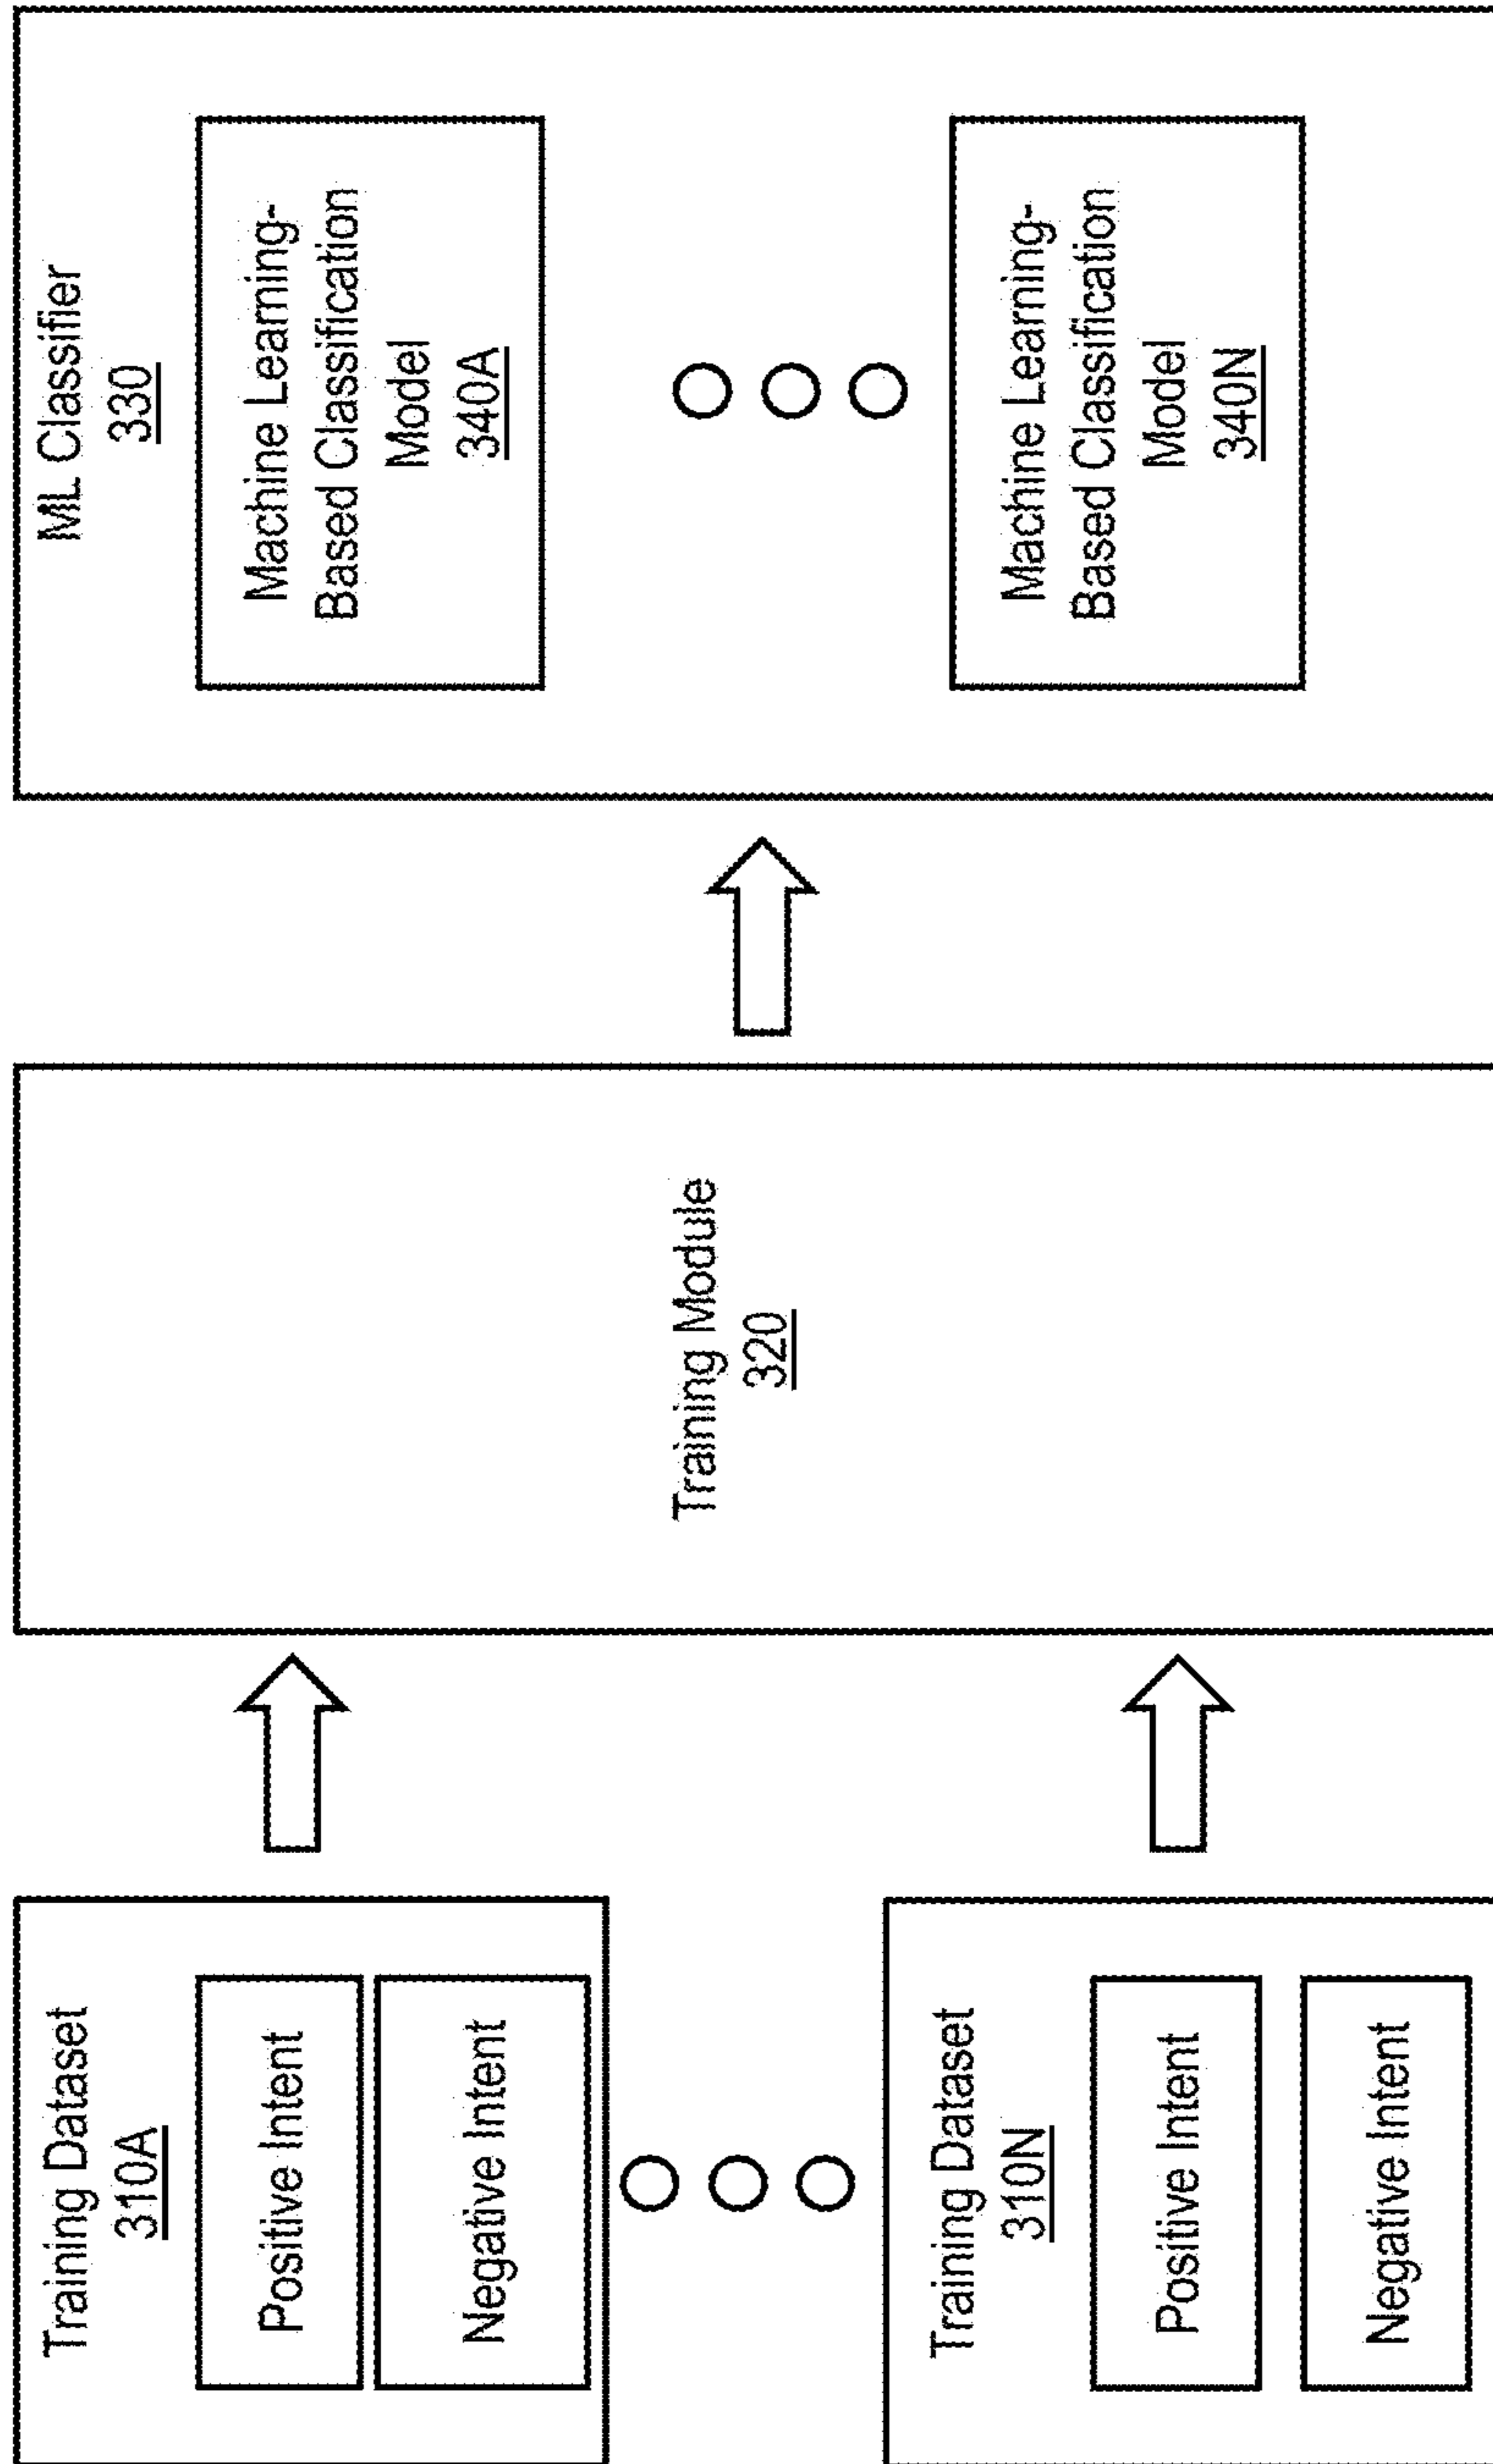 Training Dataset
310A
Positive Intent
Negative Intent
Training Dataset
310N
Positive Intent
Negative Intent
Training Module
320
ML Classifier
330
Machine Learning-
Based Classification
Model
340A
Machine Learning-
Based Classification
Model
340N